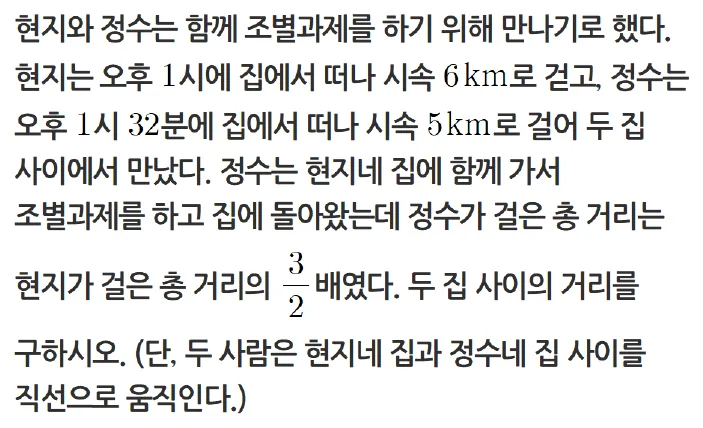 현지와 정수는 함께 조별과제를 하기 위해 만나기로 했다.
현지는 오후 1시에 집에서 떠나 시속 6km로 걷고, 정수는
오후 1시 32분에 집에서 떠나 시속 5km로 걸어 두 집
사이에서 만났다. 정수는 현지네 집에 함께 가서
조별과제를 하고 집에 돌아왔는데 정수가 걸은 총 거리는
현지가 걸은 총 거리의 3/2 배였다. 두 집 사이의 거리를
구하시오. (단, 두 사람은 현지네 집과 정수네 집 사이를
직선으로 움직인다.)